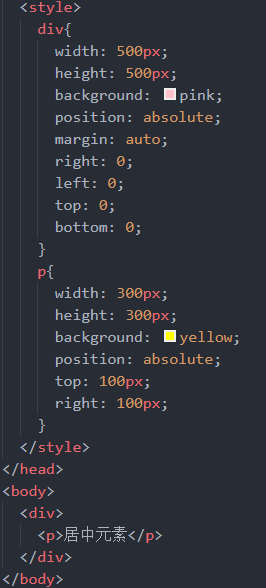 <style>
div{
width: 500px;
height: 500px;
background: pink;
position: absolute;
margin: auto;
right: 0;
left: 0;
top: 0;
bottom: 0;
}
p{
width: 300px;
height: 300px;
background: yellow;
position: absolute;
top: 100px;
right: 100px;
}
</style>
</head>
<body>
<div>
<p>居中元素</p>
</div>
</body>